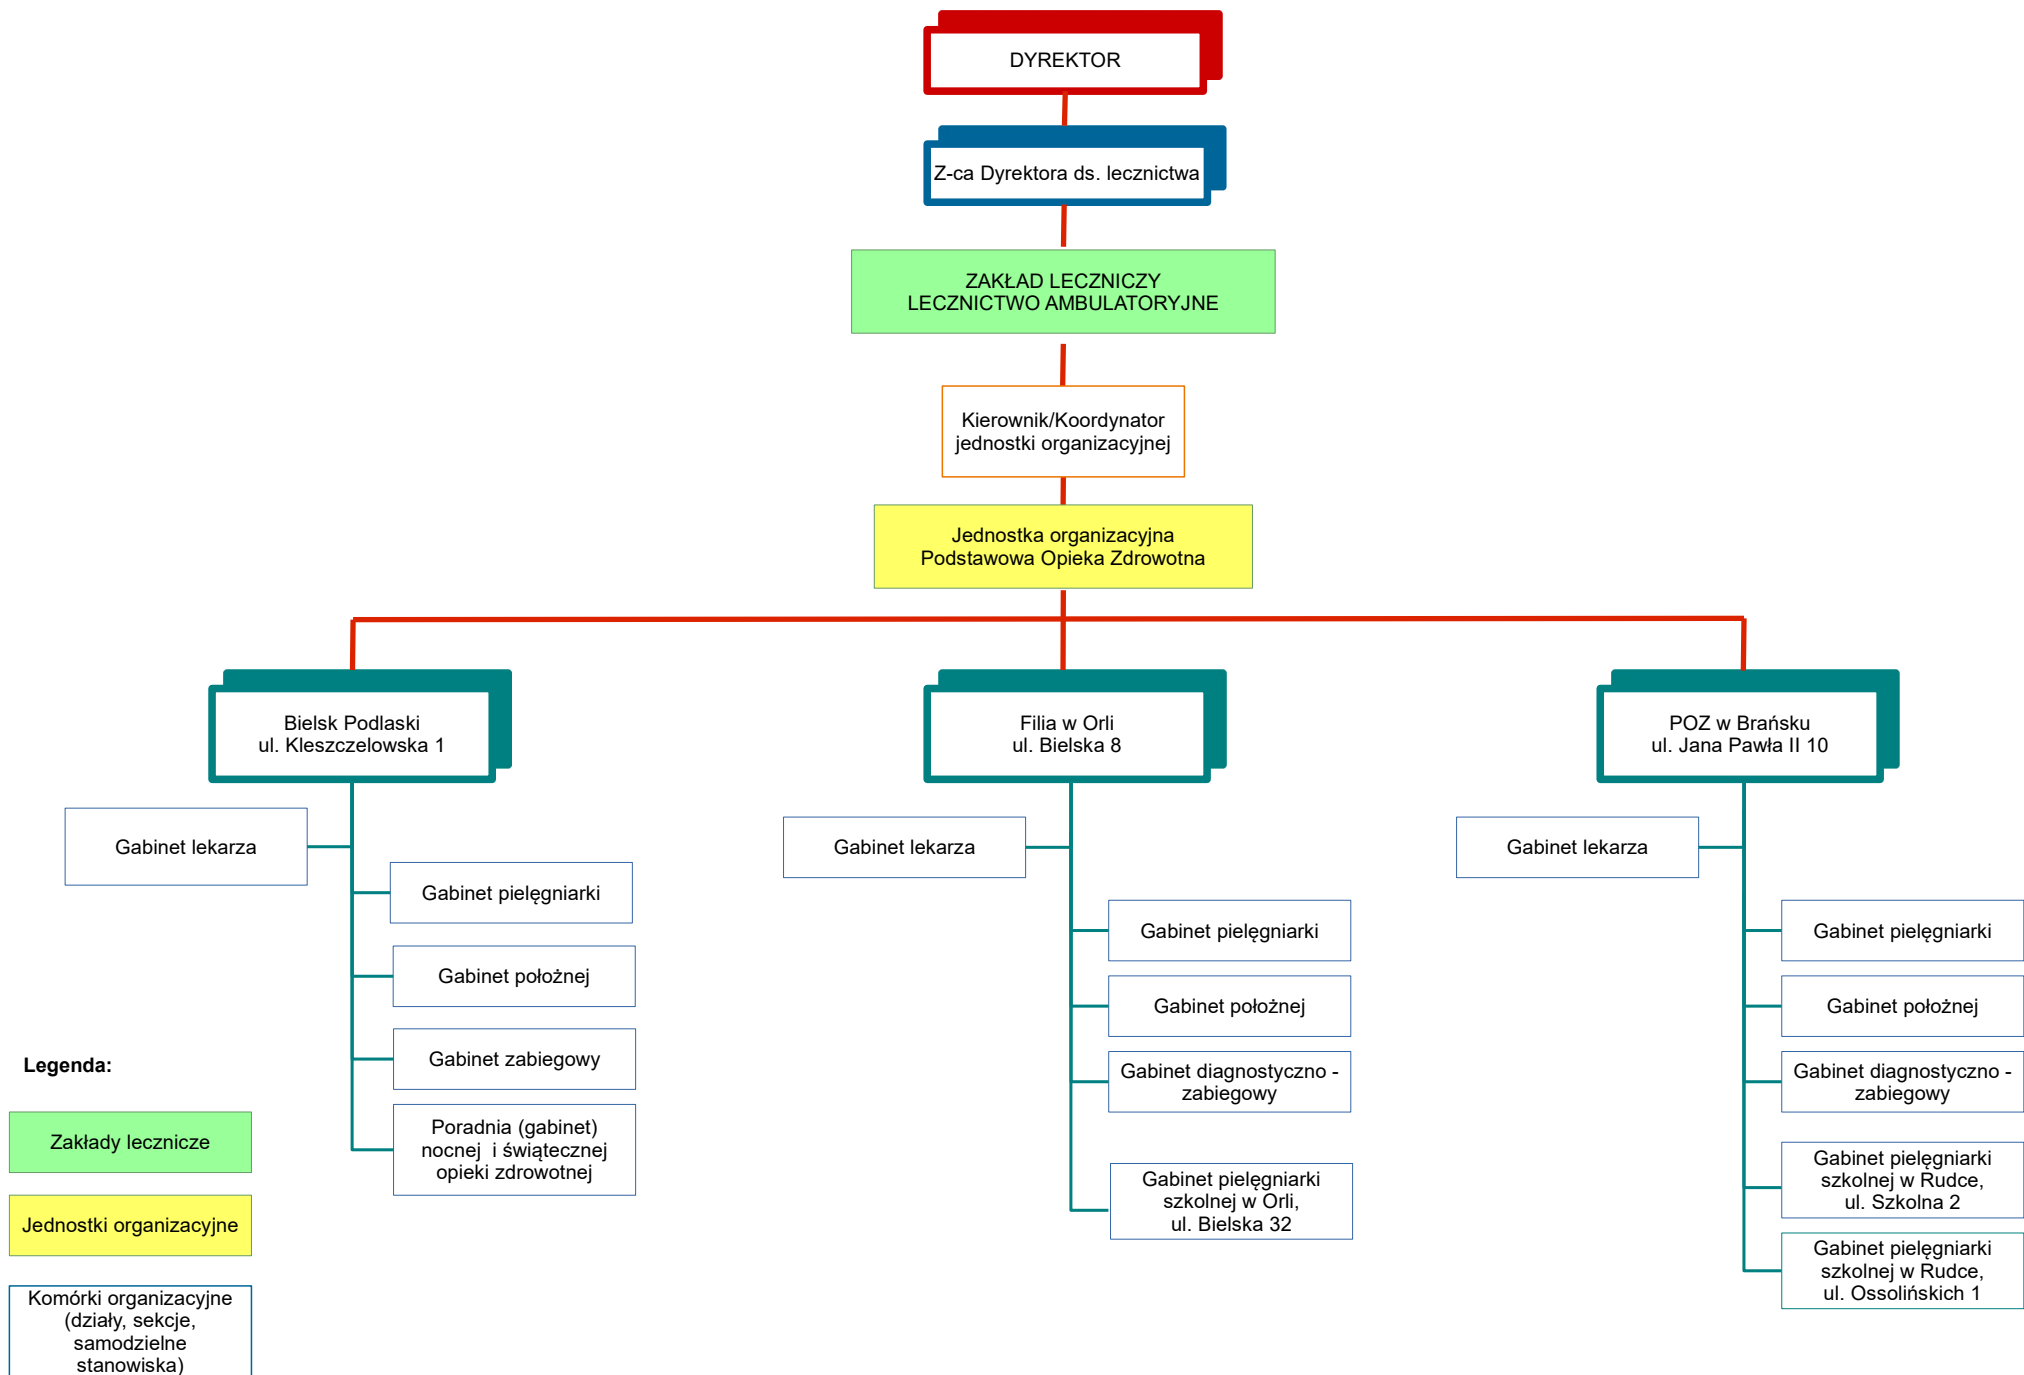 DYREKTOR
Z-ca Dyrektora ds. lecznictwa
ZAKŁAD LECZNICZY
LECZNICTWO AMBULATORYJNE
Kierownik/Koordynator
jednostki organizacyjnej
Jednostka organizacyjna
Podstawowa Opieka Zdrowotna
Bielsk Podlaski
ul. Kleszczelowska 1
Gabinet lekarza
Gabinet pielęgniarki
Gabinet położnej
Gabinet zabiegowy
Poradnia (gabinet)
nocnej i świątecznej
opieki zdrowotnej
Filia w Orli
ul. Bielska 8
Gabinet lekarza
Gabinet pielęgniarki
Gabinet położnej
Gabinet diagnostyczno -
zabiegowy
Gabinet pielęgniarki
szkolnej w Orli,
ul. Bielska 32
POZ w Brańsku
ul. Jana Pawła II 10
Gabinet lekarza
Gabinet pielęgniarki
Gabinet położnej
Gabinet diagnostyczno -
zabiegowy
Gabinet pielęgniarki
szkolnej w Rudce,
ul. Szkolna 2
Gabinet pielęgniarki
szkolnej w Rudce,
ul. Ossolińskich 1
Legenda:
Zakłady lecznicze
Jednostki organizacyjne
Komórki organizacyjne
(działy, sekcje,
samodzielne
stanowiska)